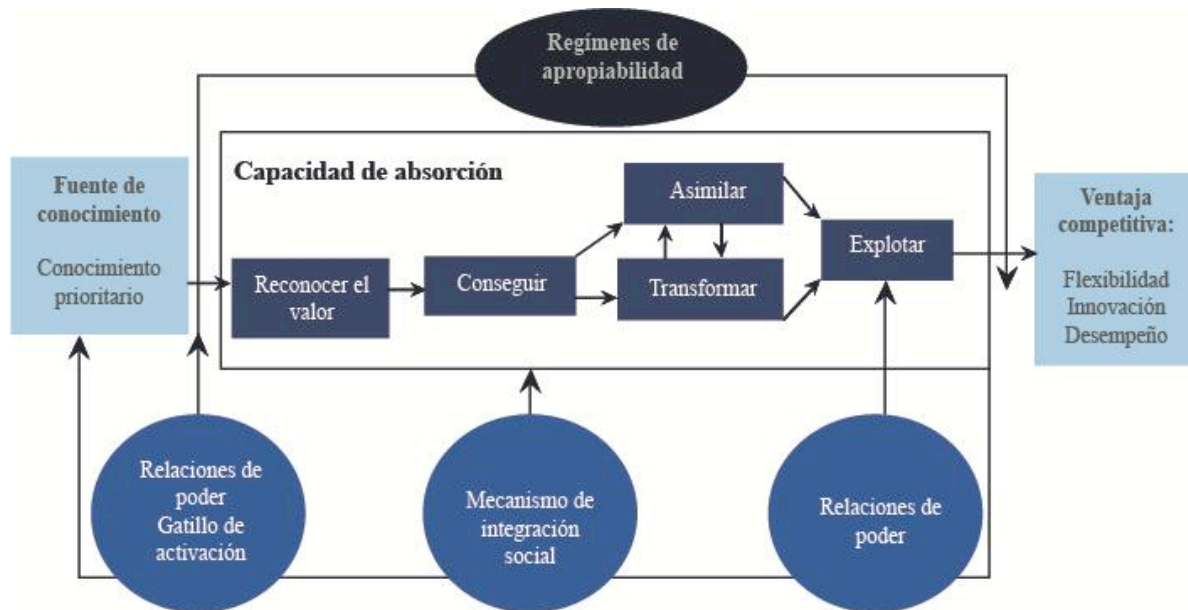 Regímenes de
apropiabilidad
Capacidad de absorción
Fuente de
conocimiento
Conocimiento
prioritario
Reconocer el
valor
Conseguir
Asimilar
Transformar
Explotar
Ventaja
competitiva:
Flexibilidad
Innovación
Desempeño
Relaciones de
poder
Gatillo de
activación
Mecanismo de
integración
social
Relaciones de
poder